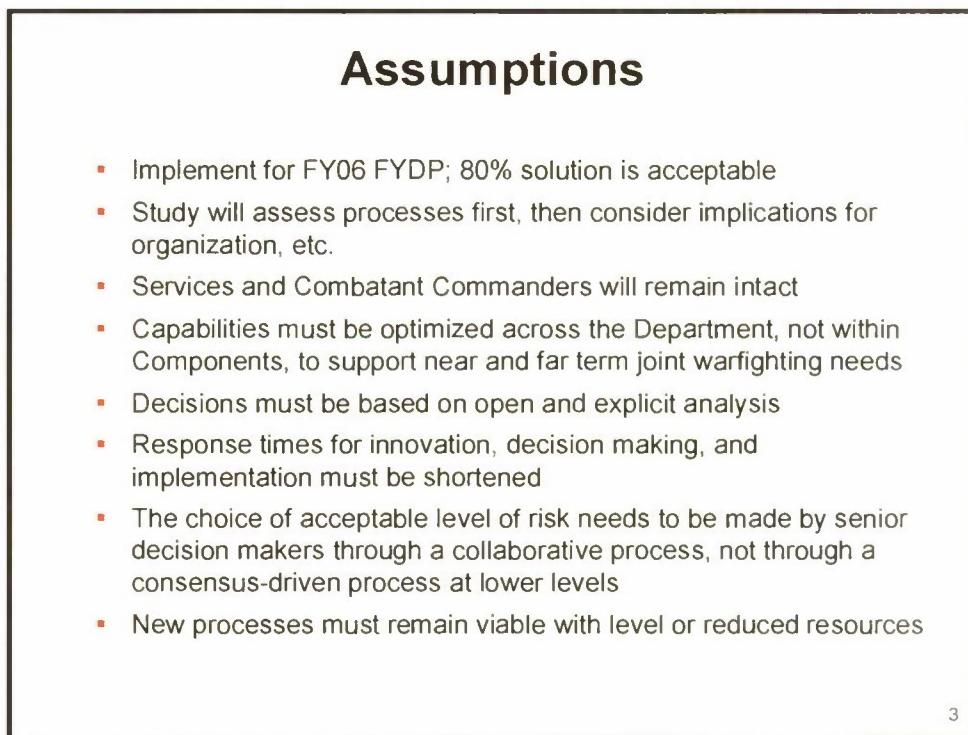 Assumptions
▪ Implement for FY06 FYDP; 80% solution is acceptable
▪ Study will assess processes first, then consider implications for
organization, etc.
▪ Services and Combatant Commanders will remain intact
▪ Capabilities must be optimized across the Department, not within
Components, to support near and far term joint warfighting needs
▪ Decisions must be based on open and explicit analysis
▪ Response times for innovation, decision making, and
implementation must be shortened
▪ The choice of acceptable level of risk needs to be made by senior
decision makers through a collaborative process, not through a
consensus-driven process at lower levels
▪ New processes must remain viable with level or reduced resources
3